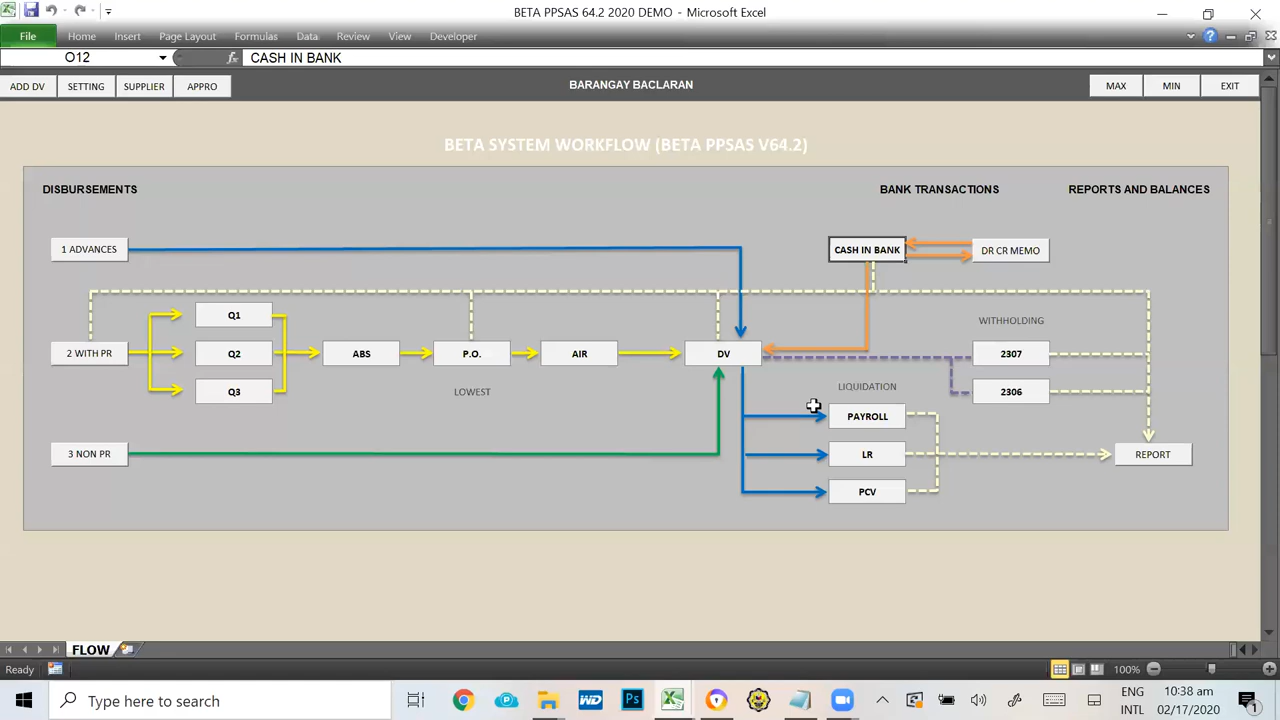 BETA PPSAS 64.2 2020 DEMO - Microsoft Excel
File Home Insert Page Layout Formulas Data Review View Developer
O12 fx CASH IN BANK
ADD DV SETTING SUPPLIER APPRO BARANGAY BACLARAN MAX MIN EXIT
BETA SYSTEM WORKFLOW (BETA PPSAS V64.2)
DISBURSEMENTS BANK TRANSACTIONS REPORTS AND BALANCES
1 ADVANCES CASH IN BANK DR CR MEMO
Q1 WITHHOLDING
2 WITH PR Q2 ABS P.O. AIR DV 2307
Q3 LOWEST LIQUIDATION 2306
PAYROLL
3 NON PR LR REPORT
PCV
FLOW
Ready 100%
Type here to search
WD Ps
ENG 10:38 am
INTL 02/17/2020 1